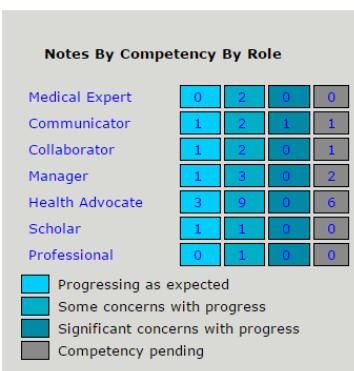 Notes By Competency By Role
Medical Expert 0 2 0 0
Communicator 1 2 1 1
Collaborator 1 2 0 1
Manager 1 3 0 2
Health Advocate 3 9 0 6
Scholar 1 1 0 0
Professional 0 1 0 0
Progressing as expected
Some concerns with progress
Significant concerns with progress
Competency pending